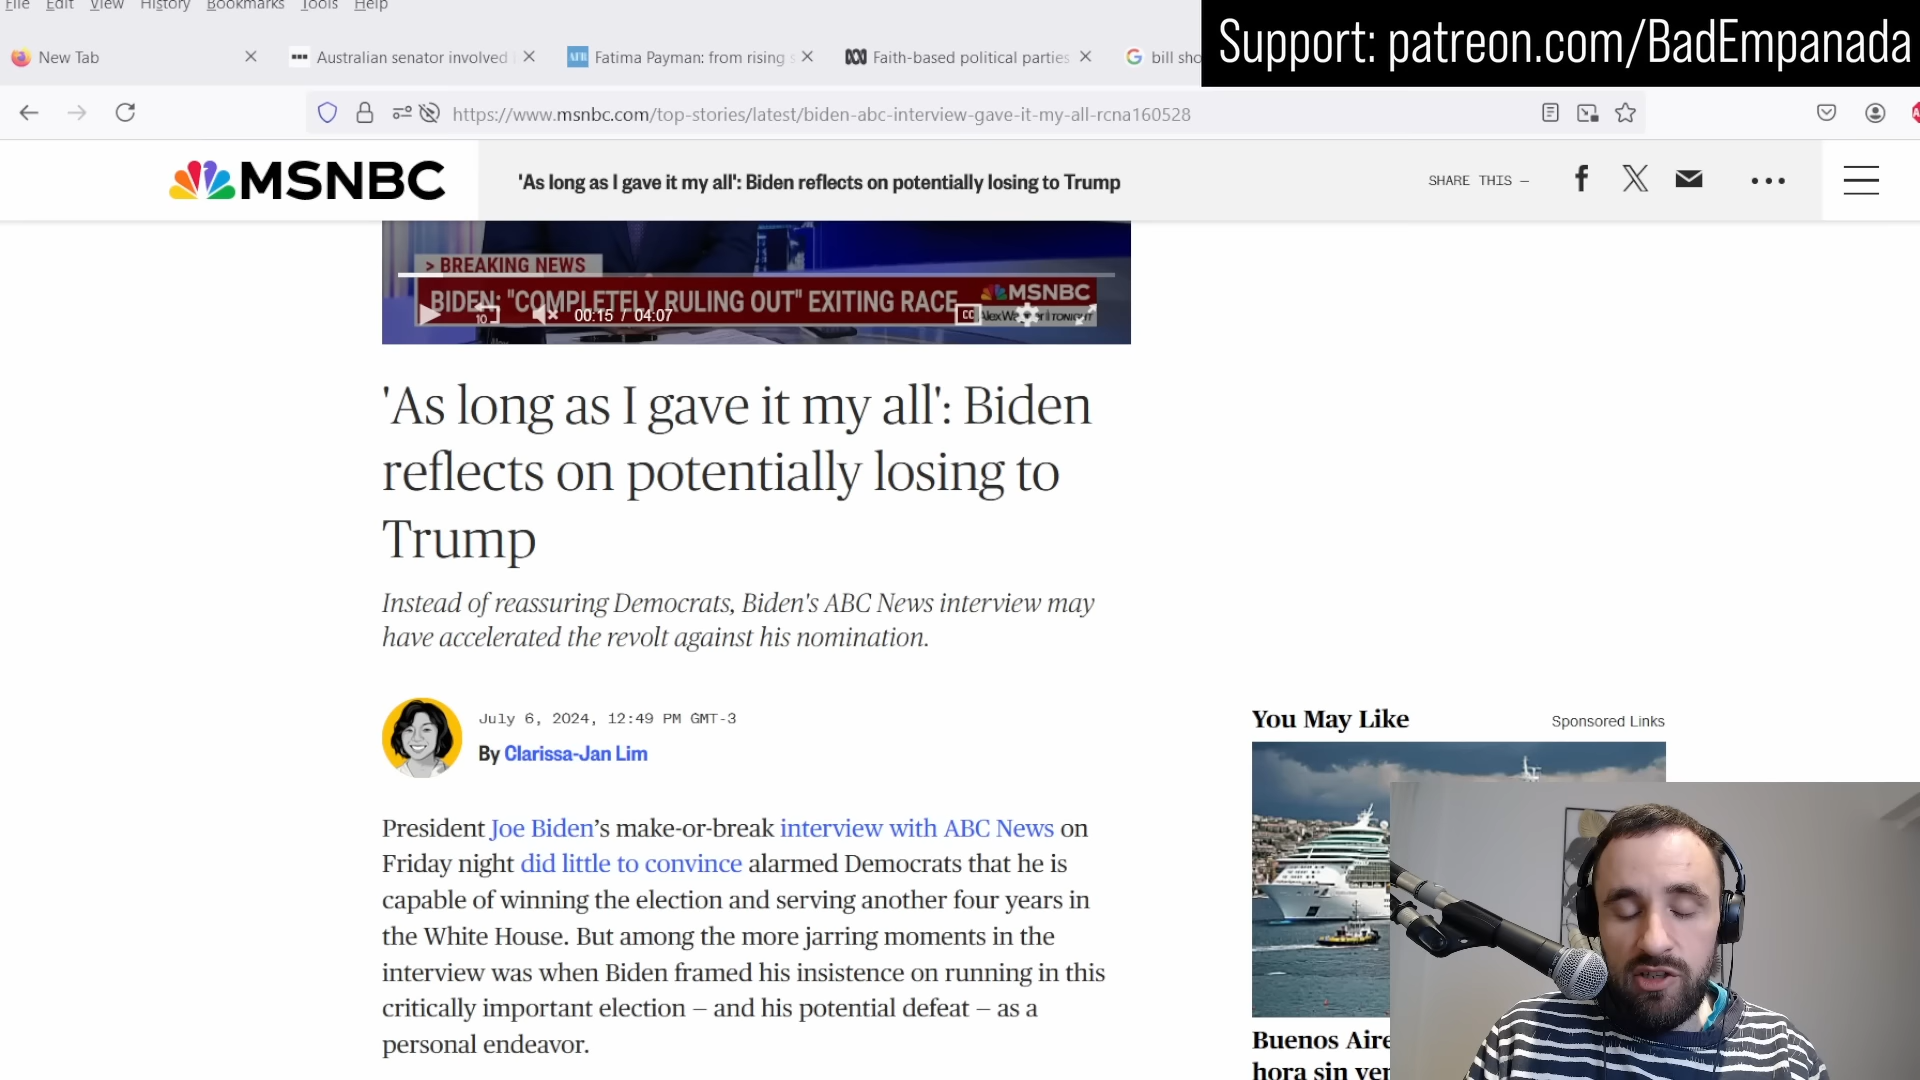 File Edit View History Bookmarks Tools Help
Support: patreon.com/BadEmpanada
New Tab
Australian senator involved
Fatima Payman: from rising s
Faith-based political parties
bill sho
https://www.msnbc.com/top-stories/latest/biden-abc-interview-gave-it-my-all-rcna160528
MSNBC
'As long as I gave it my all': Biden reflects on potentially losing to Trump
SHARE THIS —
> BREAKING NEWS
BIDEN: "COMPLETELY RULING OUT" EXITING RACE
MSNBC
10
00:15 / 04:07
CC
'As long as I gave it my all': Biden
reflects on potentially losing to
Trump
Instead of reassuring Democrats, Biden's ABC News interview may
have accelerated the revolt against his nomination.
July 6, 2024, 12:49 PM GMT-3
By Clarissa-Jan Lim
President Joe Biden's make-or-break interview with ABC News on
Friday night did little to convince alarmed Democrats that he is
capable of winning the election and serving another four years in
the White House. But among the more jarring moments in the
interview was when Biden framed his insistence on running in this
critically important election – and his potential defeat – as a
personal endeavor.
You May Like
Sponsored Links
Buenos Aire
hora sin ver